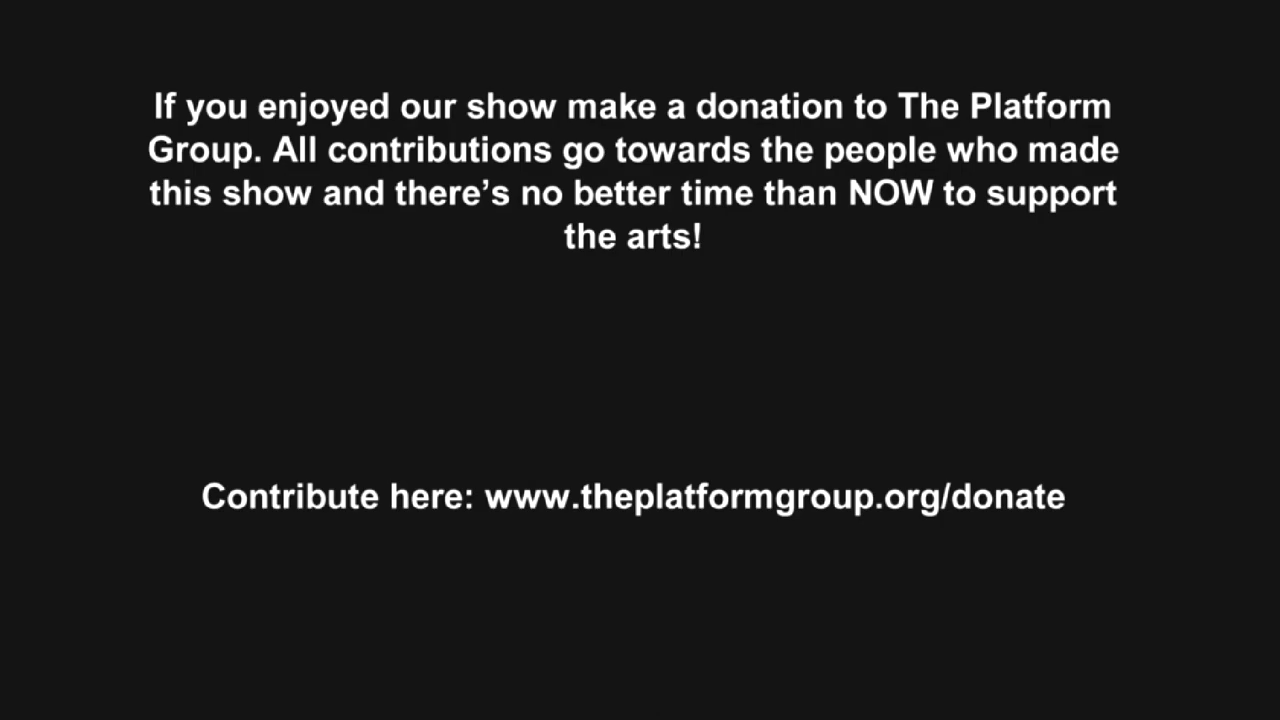 If you enjoyed our show make a donation to The Platform
Group. All contributions go towards the people who made
this show and there’s no better time than NOW to support
the arts!
Contribute here: www.theplatformgroup.org/donate